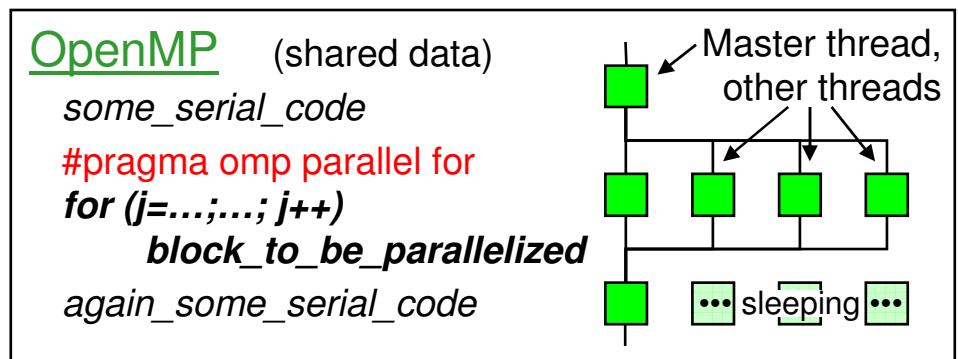 OpenMP (shared data)
some_serial_code
#pragma omp parallel for
for (j=…;…; j++)
block_to_be_parallelized
again_some_serial_code
Master thread,
other threads
••• sleeping •••